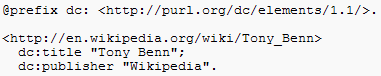 @prefix dc: <http://purl.org/dc/elements/1.1/>.
<http://en.wikipedia.org/wiki/Tony_Benn>
dc:title "Tony Benn";
dc:publisher "Wikipedia".